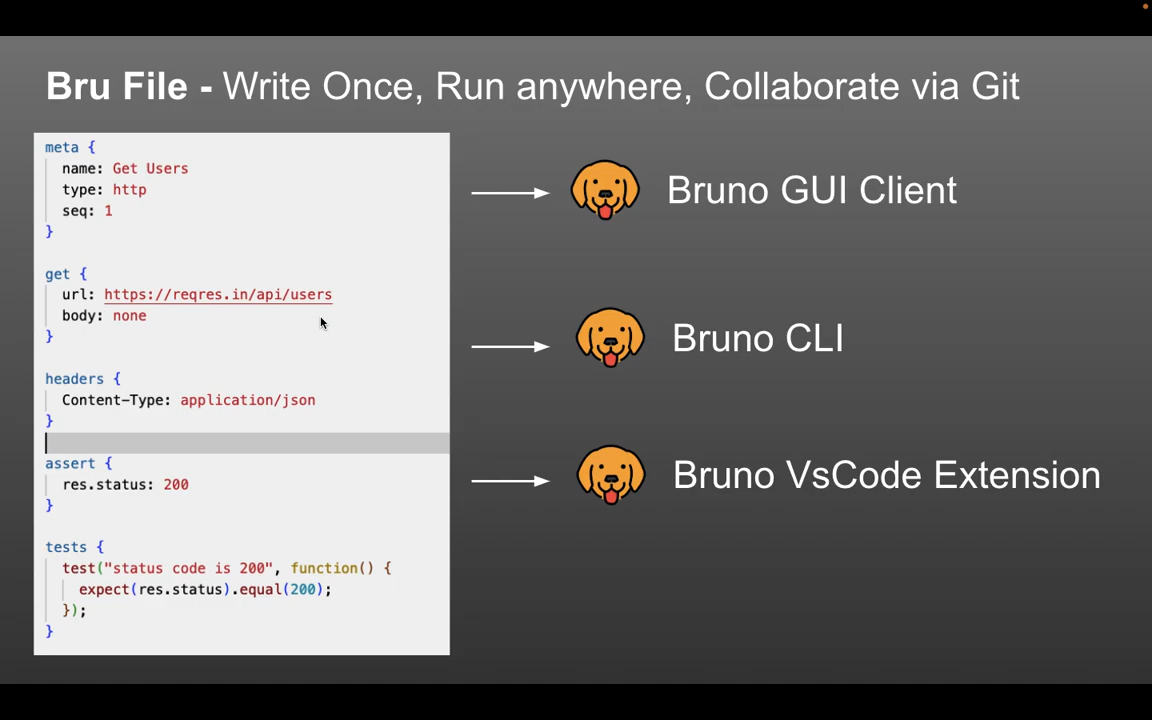 Bru File - Write Once, Run anywhere, Collaborate via Git
meta {
name: Get Users
type: http
seq: 1
}
get {
url: https://reqres.in/api/users
body: none
}
headers {
Content-Type: application/json
}
assert {
res.status: 200
}
tests {
test("status code is 200", function() {
expect(res.status).equal(200);
});
}
Bruno GUI Client
Bruno CLI
Bruno VsCode Extension